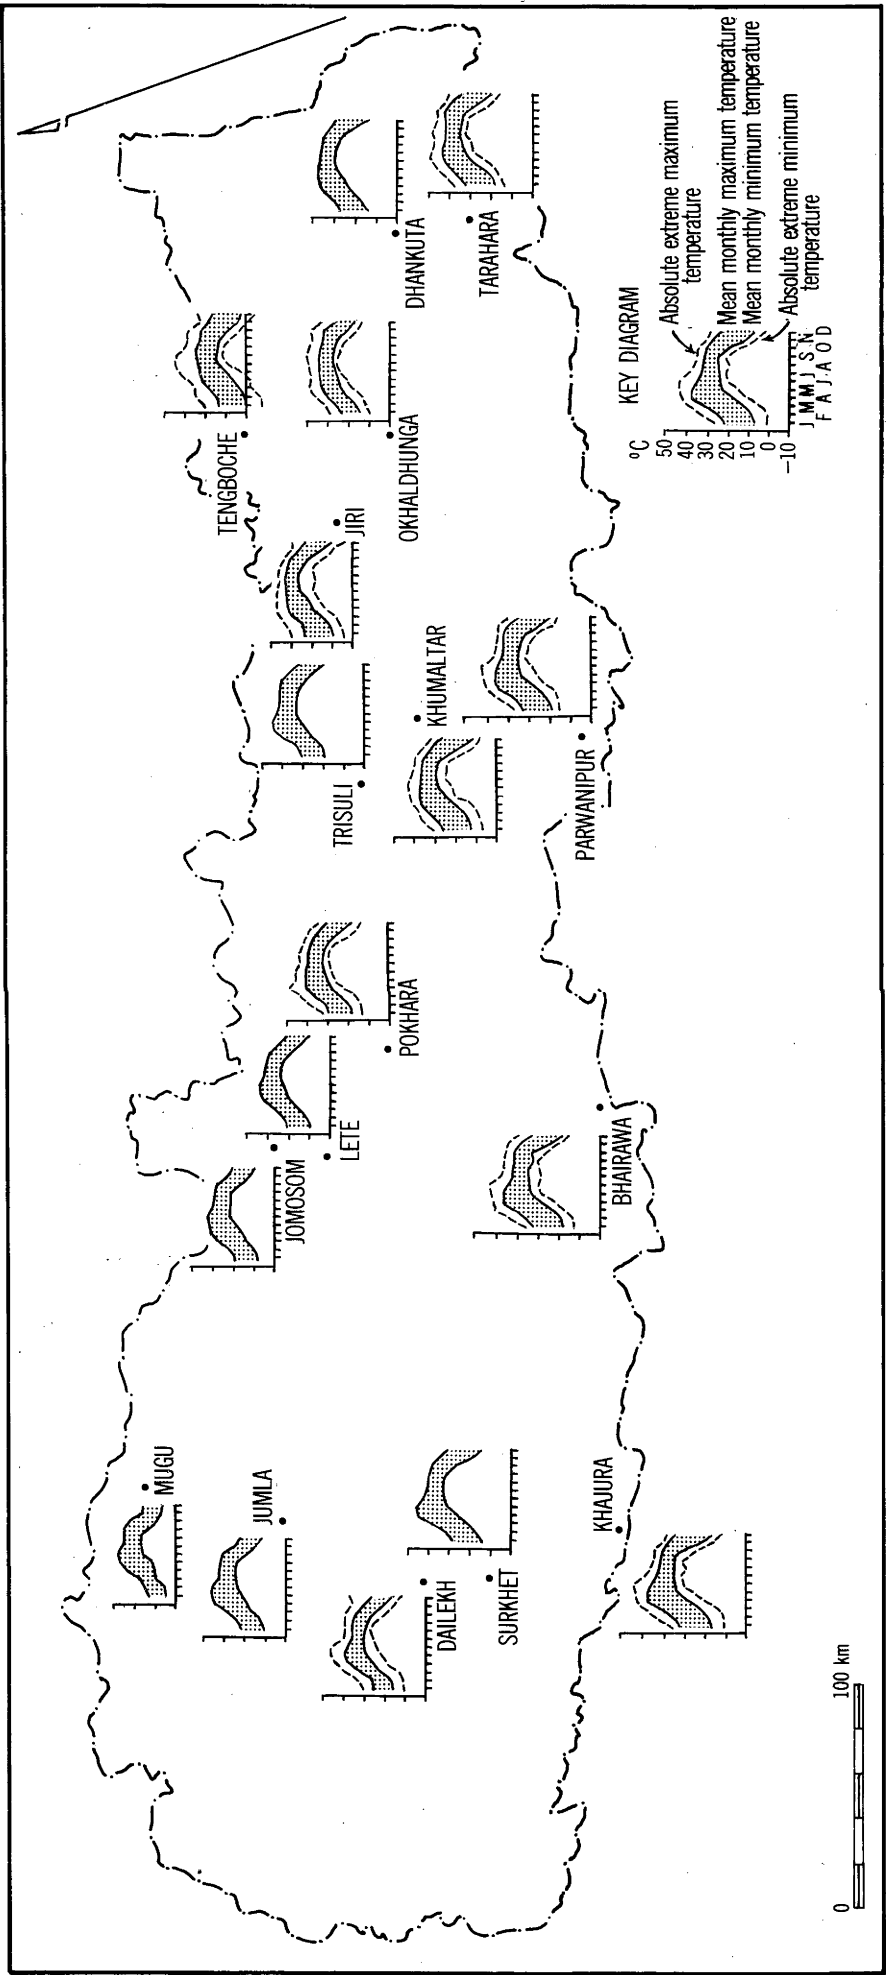 MUGU
JUMLA
DAILEKH
SURKHET
KHAJURA
JOMOSOM
LETE
POKHARA
BHAIRAWA
TRISULI
KHUMALTAR
PARWANIPUR
JIRI
TENGBOCHE
OKHALDHUNGA
DHANKUTA
TARAHARA
KEY DIAGRAM
°C
50
40
30
20
10
0
-10
J M M J S N
F A J A O D
Absolute extreme maximum
temperature
Mean monthly maximum temperature
Mean monthly minimum temperature
Absolute extreme minimum
temperature
0 100 km